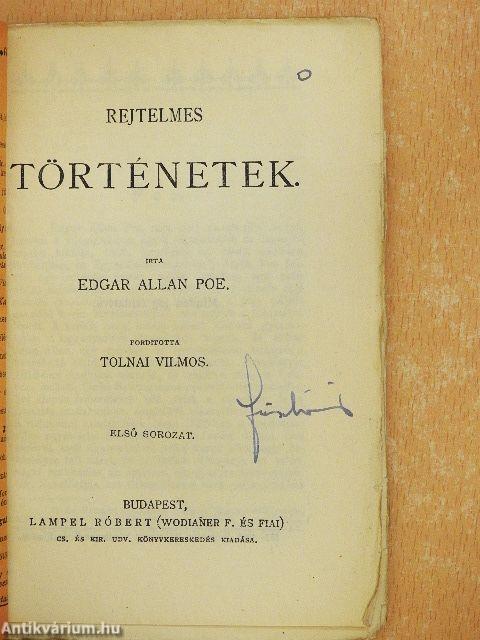 REJTELMES
TÖRTÉNETEK.
IRTA
EDGAR ALLAN POE.
FORDITOTTA
TOLNAI VILMOS.
ELSŐ SOROZAT.
BUDAPEST,
LAMPEL RÓBERT (WODIANER F. ÉS FIAI)
CS. ÉS KIR. UDV. KÖNYVKERESKEDÉS KIADÁSA.
Antikvárium.hu